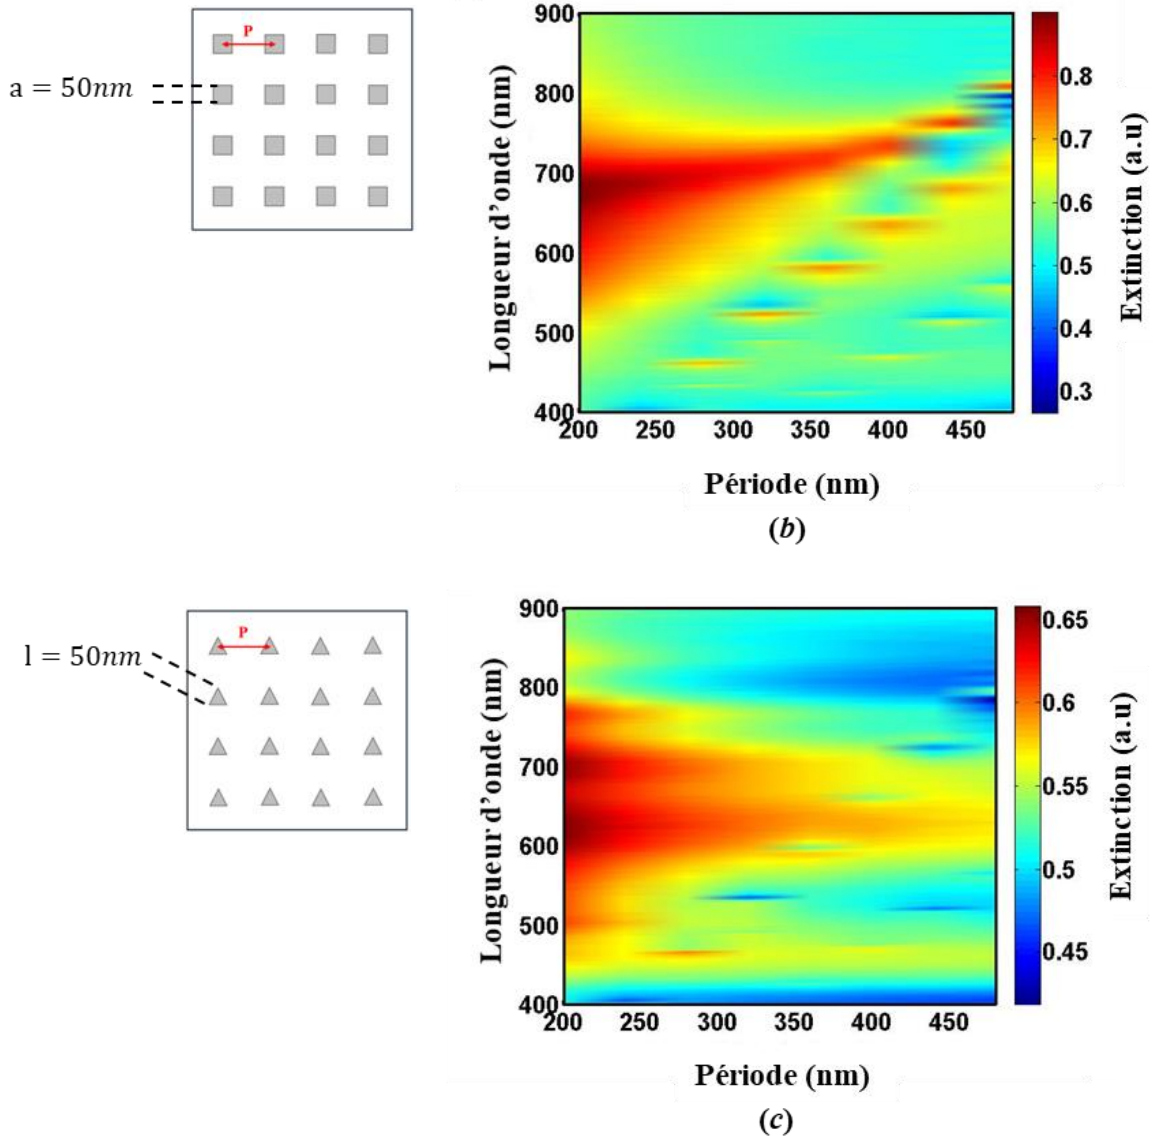 P
a = 50nm
Longueur d'onde (nm)
900
800
700
600
500
400
200 250 300 350 400 450
Période (nm)
0.8
0.7
0.6
0.5
0.4
0.3
Extinction (a.u)
(b)
P
l = 50nm
Longueur d'onde (nm)
900
800
700
600
500
400
200 250 300 350 400 450
Période (nm)
0.65
0.6
0.55
0.5
0.45
Extinction (a.u)
(c)